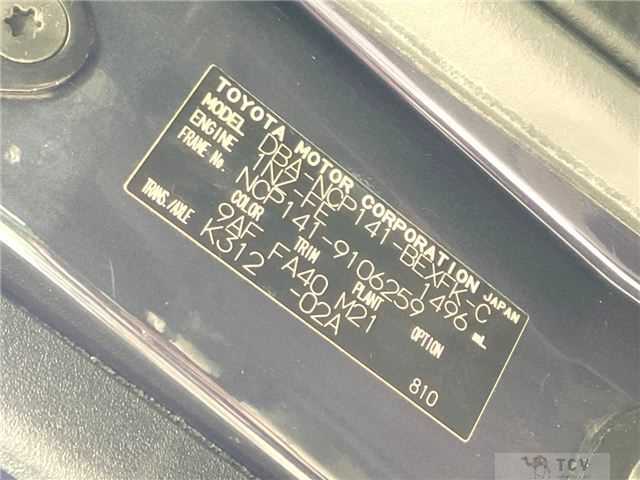 TOYOTA MOTOR CORPORATION JAPAN
MODEL DBA-NCP141-BEXFK-C
ENGINE 1NZ-FE 1496 mL
FRAME No. NCP141-9106259
COLOR TRIM PLANT OPTION
9AF FA40 M21
TRANS./AXLE K312 -02A
810
TCV